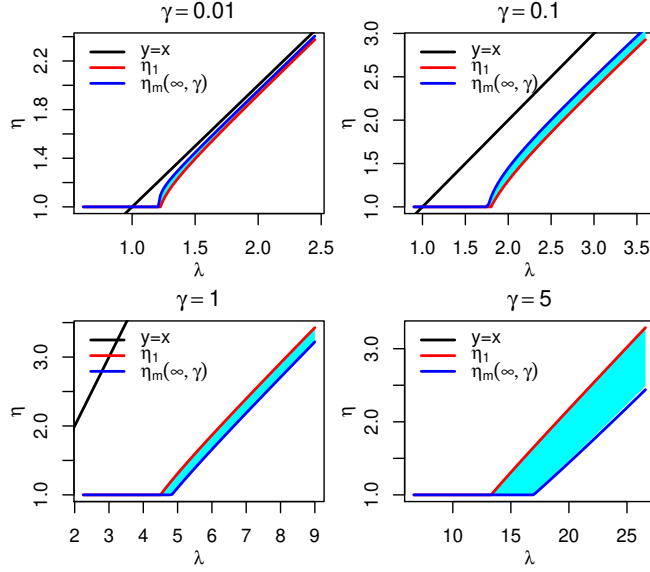 γ = 0.01
y=x
η1
ηm(∞, γ)
η
1.0 1.4 1.8 2.2
1.0 1.5 2.0 2.5
λ
γ = 0.1
y=x
η1
ηm(∞, γ)
η
1.0 1.5 2.0 2.5 3.0
1.0 1.5 2.0 2.5 3.0 3.5
λ
γ = 1
y=x
η1
ηm(∞, γ)
η
1.0 2.0 3.0
2 3 4 5 6 7 8 9
λ
γ = 5
y=x
η1
ηm(∞, γ)
η
1.0 2.0 3.0
10 15 20 25
λ